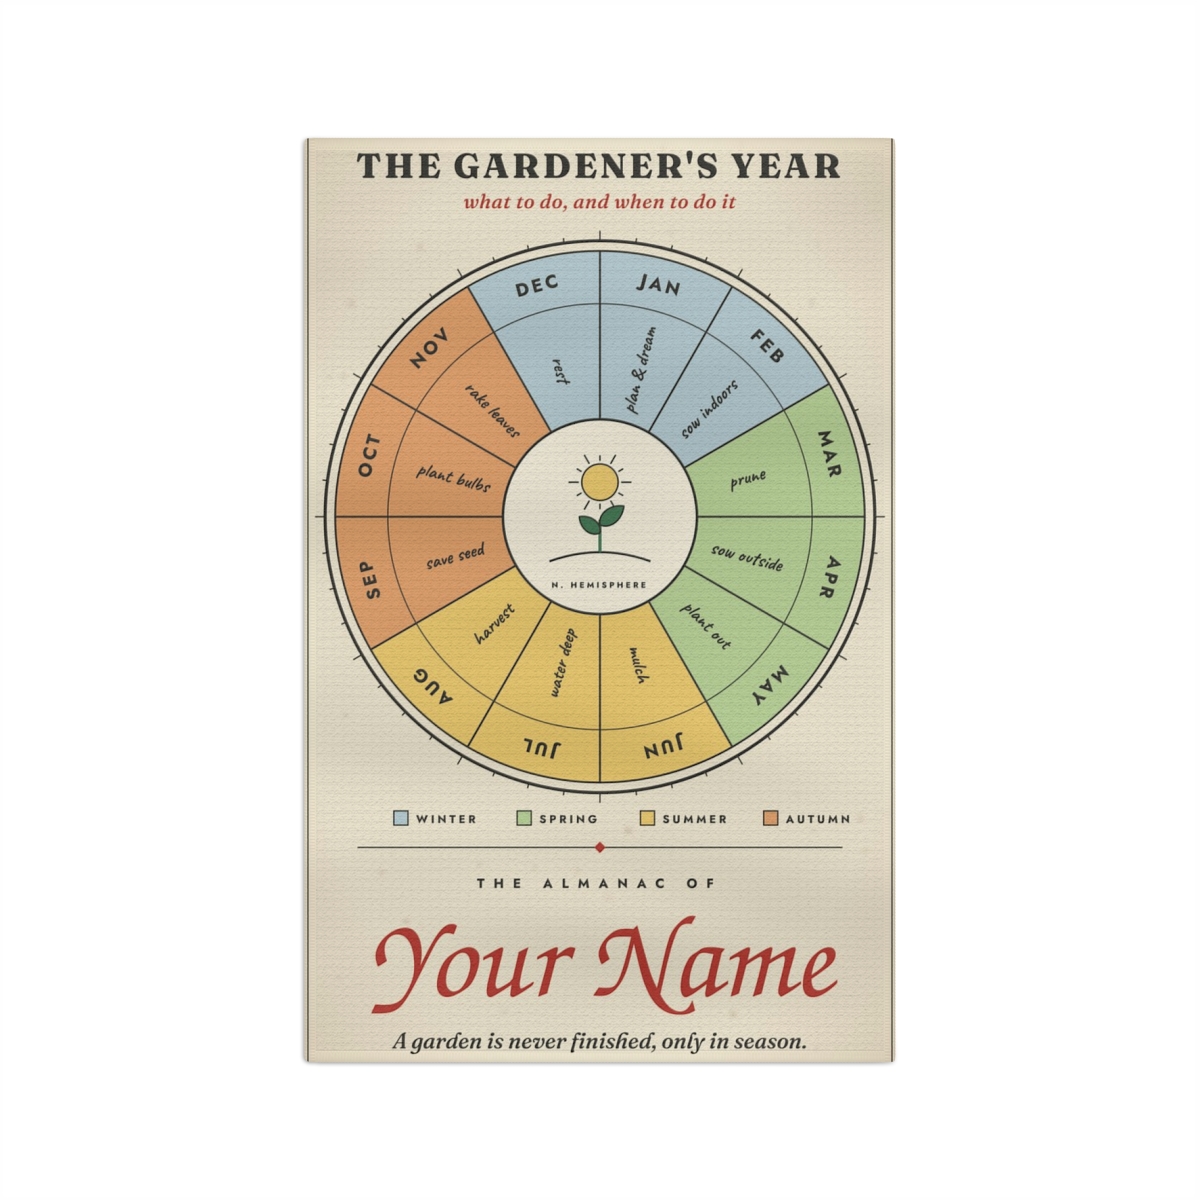 THE GARDENER'S YEAR
what to do, and when to do it
JAN
plan & dream
FEB
sow indoors
MAR
prune
APR
sow outside
MAY
plant out
JUN
mulch
JUL
water deep
AUG
harvest
SEP
save seed
OCT
plant bulbs
NOV
rake leaves
DEC
rest
N. HEMISPHERE
WINTER SPRING SUMMER AUTUMN
THE ALMANAC OF
Your Name
A garden is never finished, only in season.